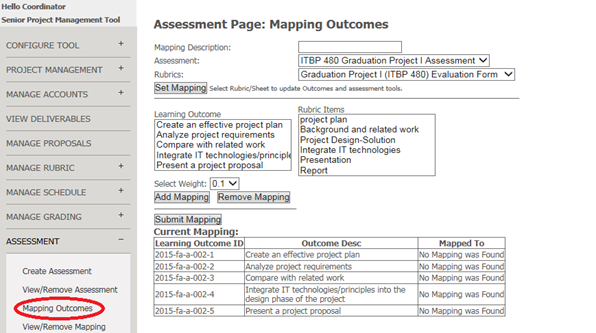 Hello Coordinator
Senior Project Management Tool
CONFIGURE TOOL +
PROJECT MANAGEMENT +
MANAGE ACCOUNTS +
VIEW DELIVERABLES
MANAGE PROPOSALS
MANAGE RUBRIC +
MANAGE SCHEDULE +
MANAGE GRADING +
ASSESSMENT −
Create Assessment
View/Remove Assessment
Mapping Outcomes
View/Remove Mapping
Assessment Page: Mapping Outcomes
Mapping Description:
Assessment: ITBP 480 Graduation Project I Assessment
Rubrics: Graduation Project I (ITBP 480) Evaluation Form
Set Mapping Select Rubric/Sheet to update Outcomes and assessment tools.
Learning Outcome
Create an effective project plan
Analyze project requirements
Compare with related work
Integrate IT technologies/principles
Present a project proposal
Rubric Items
project plan
Background and related work
Project Design-Solution
Integrate IT technologies
Presentation
Report
Select Weight: 0.1
Add Mapping Remove Mapping
Submit Mapping
Current Mapping:
Learning Outcome ID Outcome Desc Mapped To
2015-fa-a-002-1 Create an effective project plan No Mapping was Found
2015-fa-a-002-2 Analyze project requirements No Mapping was Found
2015-fa-a-002-3 Compare with related work No Mapping was Found
2015-fa-a-002-4 Integrate IT technologies/principles into the No Mapping was Found
design phase of the project
2015-fa-a-002-5 Present a project proposal No Mapping was Found